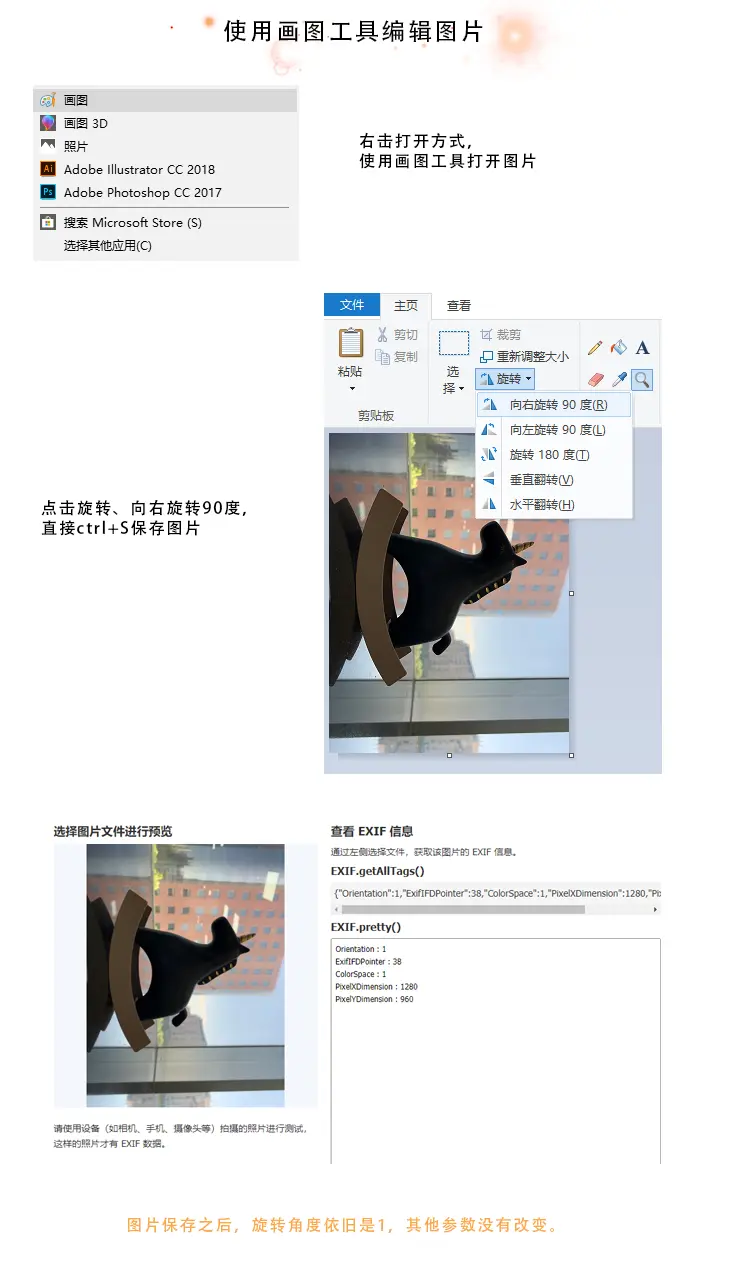 使用画图工具编辑图片
画图
画图 3D
照片
Ai Adobe Illustrator CC 2018
Ps Adobe Photoshop CC 2017
搜索 Microsoft Store (S)
选择其他应用(C)
右击打开方式,
使用画图工具打开图片
文件 主页 查看
粘贴
剪切
复制
剪贴板
选
择
裁剪
重新调整大小
旋转
A
向右旋转 90 度(R)
向左旋转 90 度(L)
旋转 180 度(T)
垂直翻转(V)
水平翻转(H)
点击旋转、向右旋转90度,
直接ctrl+S保存图片
选择图片文件进行预览
请使用设备（如相机、手机、摄像头等）拍摄的照片进行测试,
这样的照片才有 EXIF 数据。
查看 EXIF 信息
通过左侧选择文件，获取该图片的 EXIF 信息。
EXIF.getAllTags()
{"Orientation":1,"ExifIFDPointer":38,"ColorSpace":1,"PixelXDimension":1280,"Pix
EXIF.pretty()
Orientation : 1
ExifIFDPointer : 38
ColorSpace : 1
PixelXDimension : 1280
PixelYDimension : 960
图片保存之后，旋转角度依旧是1，其他参数没有改变。